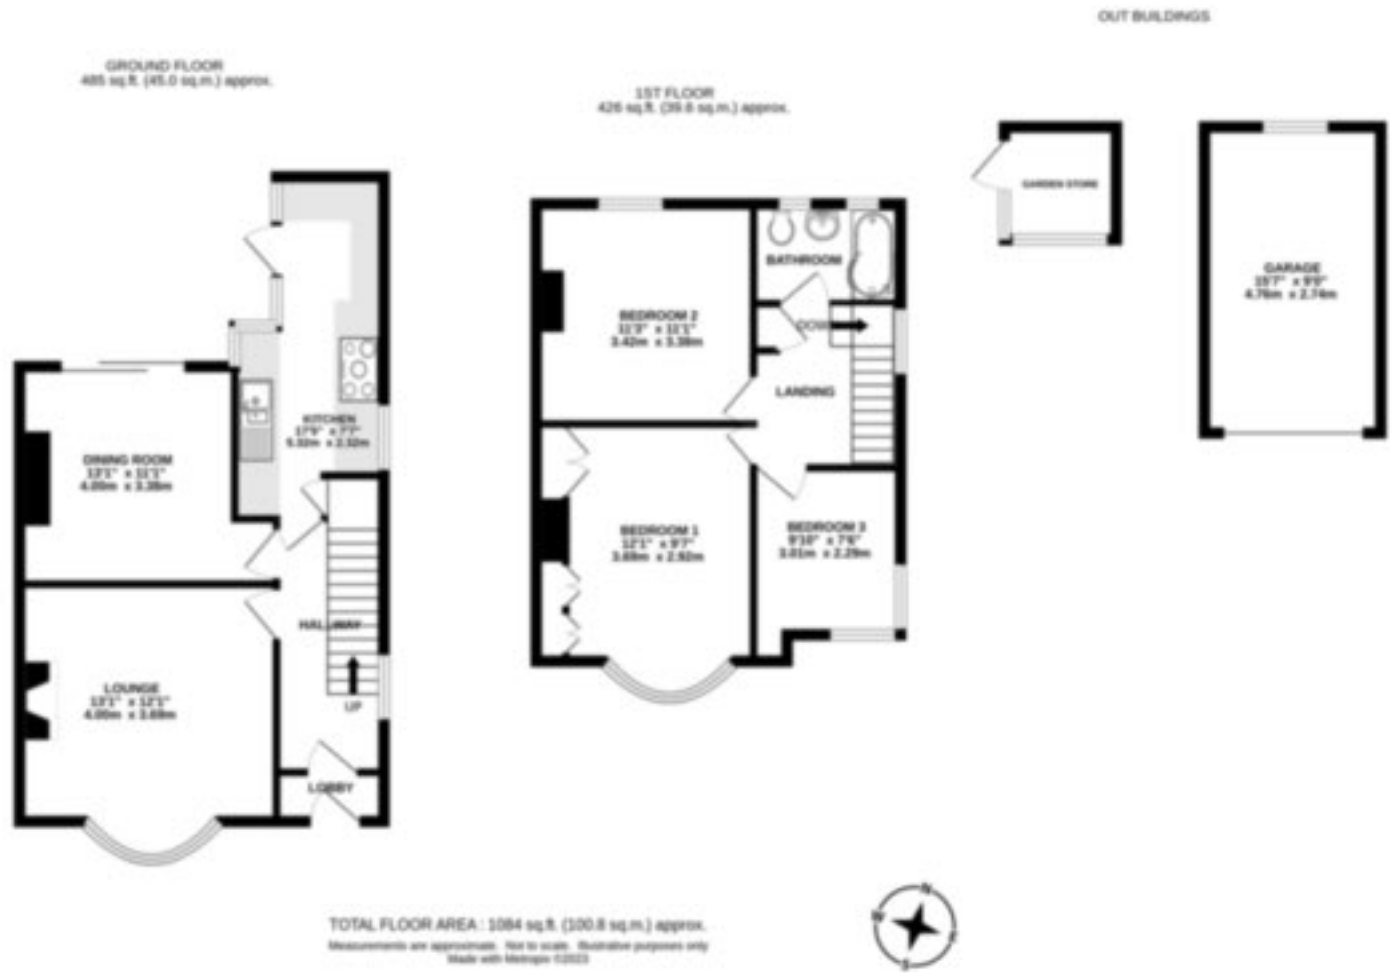 OUT BUILDINGS
GROUND FLOOR
485 sq.ft. (45.0 sq.m.) approx.
1ST FLOOR
426 sq.ft. (39.6 sq.m.) approx.
GARDEN STORE
GARAGE
15'7" x 9'0"
4.76m x 2.74m
BATHROOM
BEDROOM 2
11'3" x 11'1"
3.42m x 3.38m
DOWN
LANDING
KITCHEN
17'5" x 7'7"
5.32m x 2.32m
DINING ROOM
13'1" x 11'1"
4.00m x 3.38m
BEDROOM 1
12'1" x 9'7"
3.69m x 2.92m
BEDROOM 3
9'10" x 7'6"
3.01m x 2.29m
HALLWAY
LOUNGE
13'1" x 12'1"
4.00m x 3.69m
UP
LOBBY
TOTAL FLOOR AREA : 1084 sq.ft. (100.8 sq.m.) approx.
Measurements are approximate. Not to scale. Illustrative purposes only
Made with Metropix ©2023
N
W
E
S